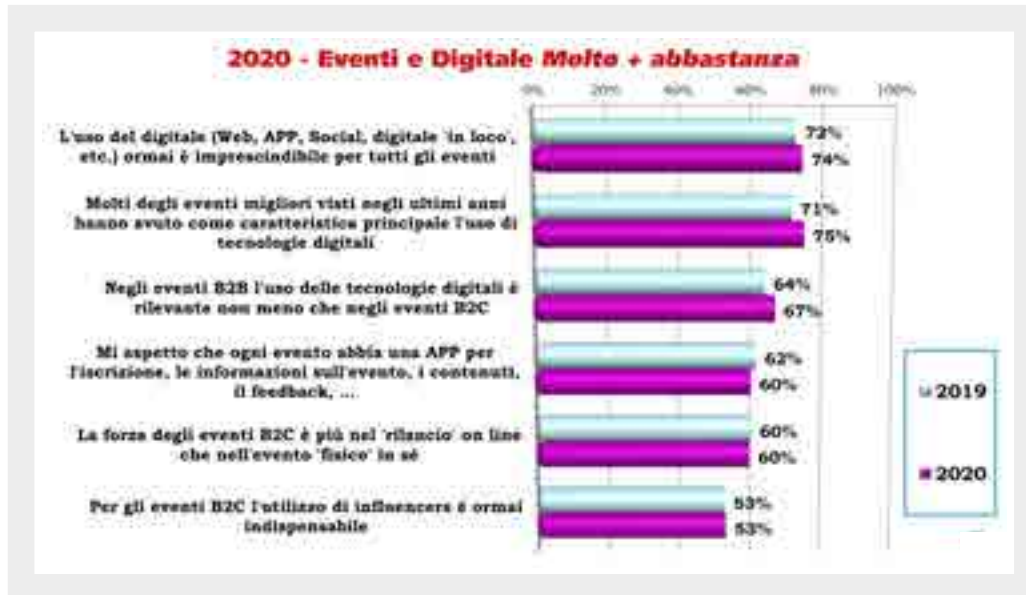 2020 - Eventi e Digitale Molto + abbastanza
0% 20% 40% 60% 80% 100%
L'uso del digitale (Web, APP, Social, digitale 'in loco',
etc.) ormai è imprescindibile per tutti gli eventi
73%
74%
Molti degli eventi migliori visti negli ultimi anni
hanno avuto come caratteristica principale l'uso di
tecnologie digitali
71%
75%
Negli eventi B2B l'uso delle tecnologie digitali è
rilevante non meno che negli eventi B2C
64%
67%
Mi aspetto che ogni evento abbia una APP per
l'iscrizione, le informazioni sull'evento, i contenuti,
il feedback, ...
62%
60%
La forza degli eventi B2C è più nel 'rilancio' on line
che nell'evento 'fisico' in sé
60%
60%
Per gli eventi B2C l'utilizzo di influencers é ormai
indispensabile
53%
53%
2019
2020